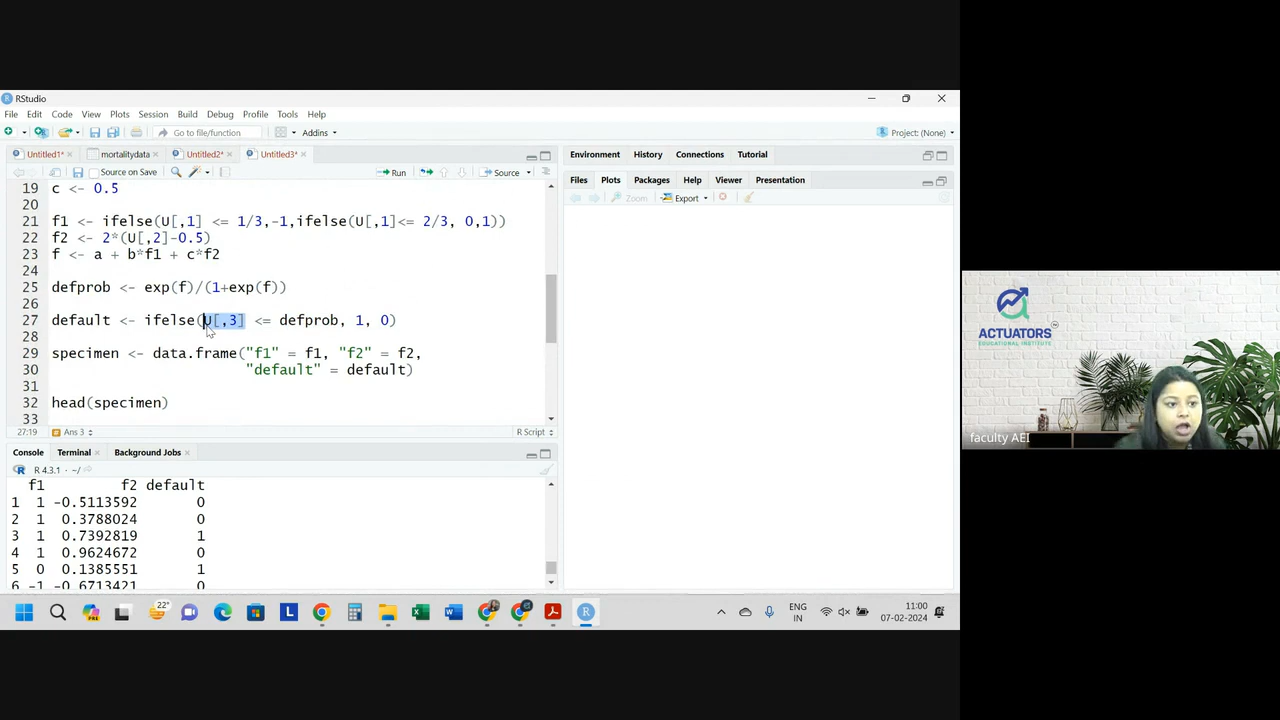 RStudio
File Edit Code View Plots Session Build Debug Profile Tools Help
Go to file/function Addins Project: (None)
Untitled1* mortalitydata Untitled2* Untitled3*
Source on Save Run Source
19 c <- 0.5
20
21 f1 <- ifelse(U[,1] <= 1/3,-1,ifelse(U[,1]<= 2/3, 0,1))
22 f2 <- 2*(U[,2]-0.5)
23 f <- a + b*f1 + c*f2
24
25 defprob <- exp(f)/(1+exp(f))
26
27 default <- ifelse(U[,3] <= defprob, 1, 0)
28
29 specimen <- data.frame("f1" = f1, "f2" = f2,
30 "default" = default)
31
32 head(specimen)
33
27:19 Ans 3 R Script
Console Terminal Background Jobs
R 4.3.1 · ~/
f1 f2 default
1 1 -0.5113592 0
2 1 0.3788024 0
3 1 0.7392819 1
4 1 0.9624672 0
5 0 0.1385551 1
6 -1 -0.6713421 0
Environment History Connections Tutorial
Files Plots Packages Help Viewer Presentation
Zoom Export
22°
ENG
IN
11:00
07-02-2024
ACTUATORS
EDUCATIONAL INSTITUTE
faculty AEI